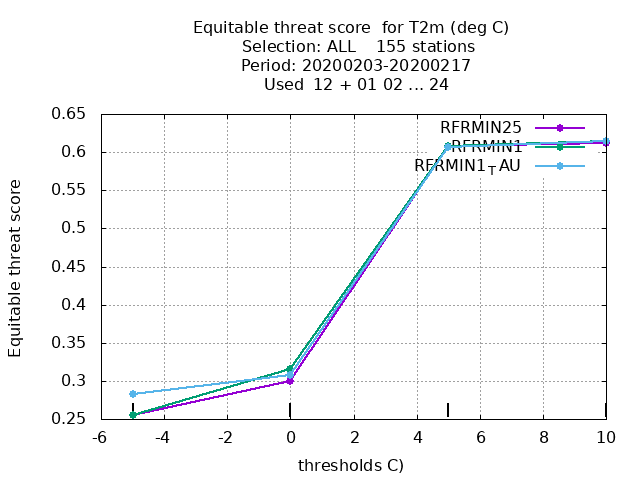 Equitable threat score  for T2m (deg C)
Selection: ALL    155 stations
Period: 20200203-20200217
Used  12 + 01 02 ... 24
0.65
0.6
0.55
0.5
0.45
0.4
0.35
0.3
0.25
Equitable threat score
RFRMIN25
RFRMIN1
RFRMIN1TAU
-6 -4 -2 0 2 4 6 8 10
thresholds C)